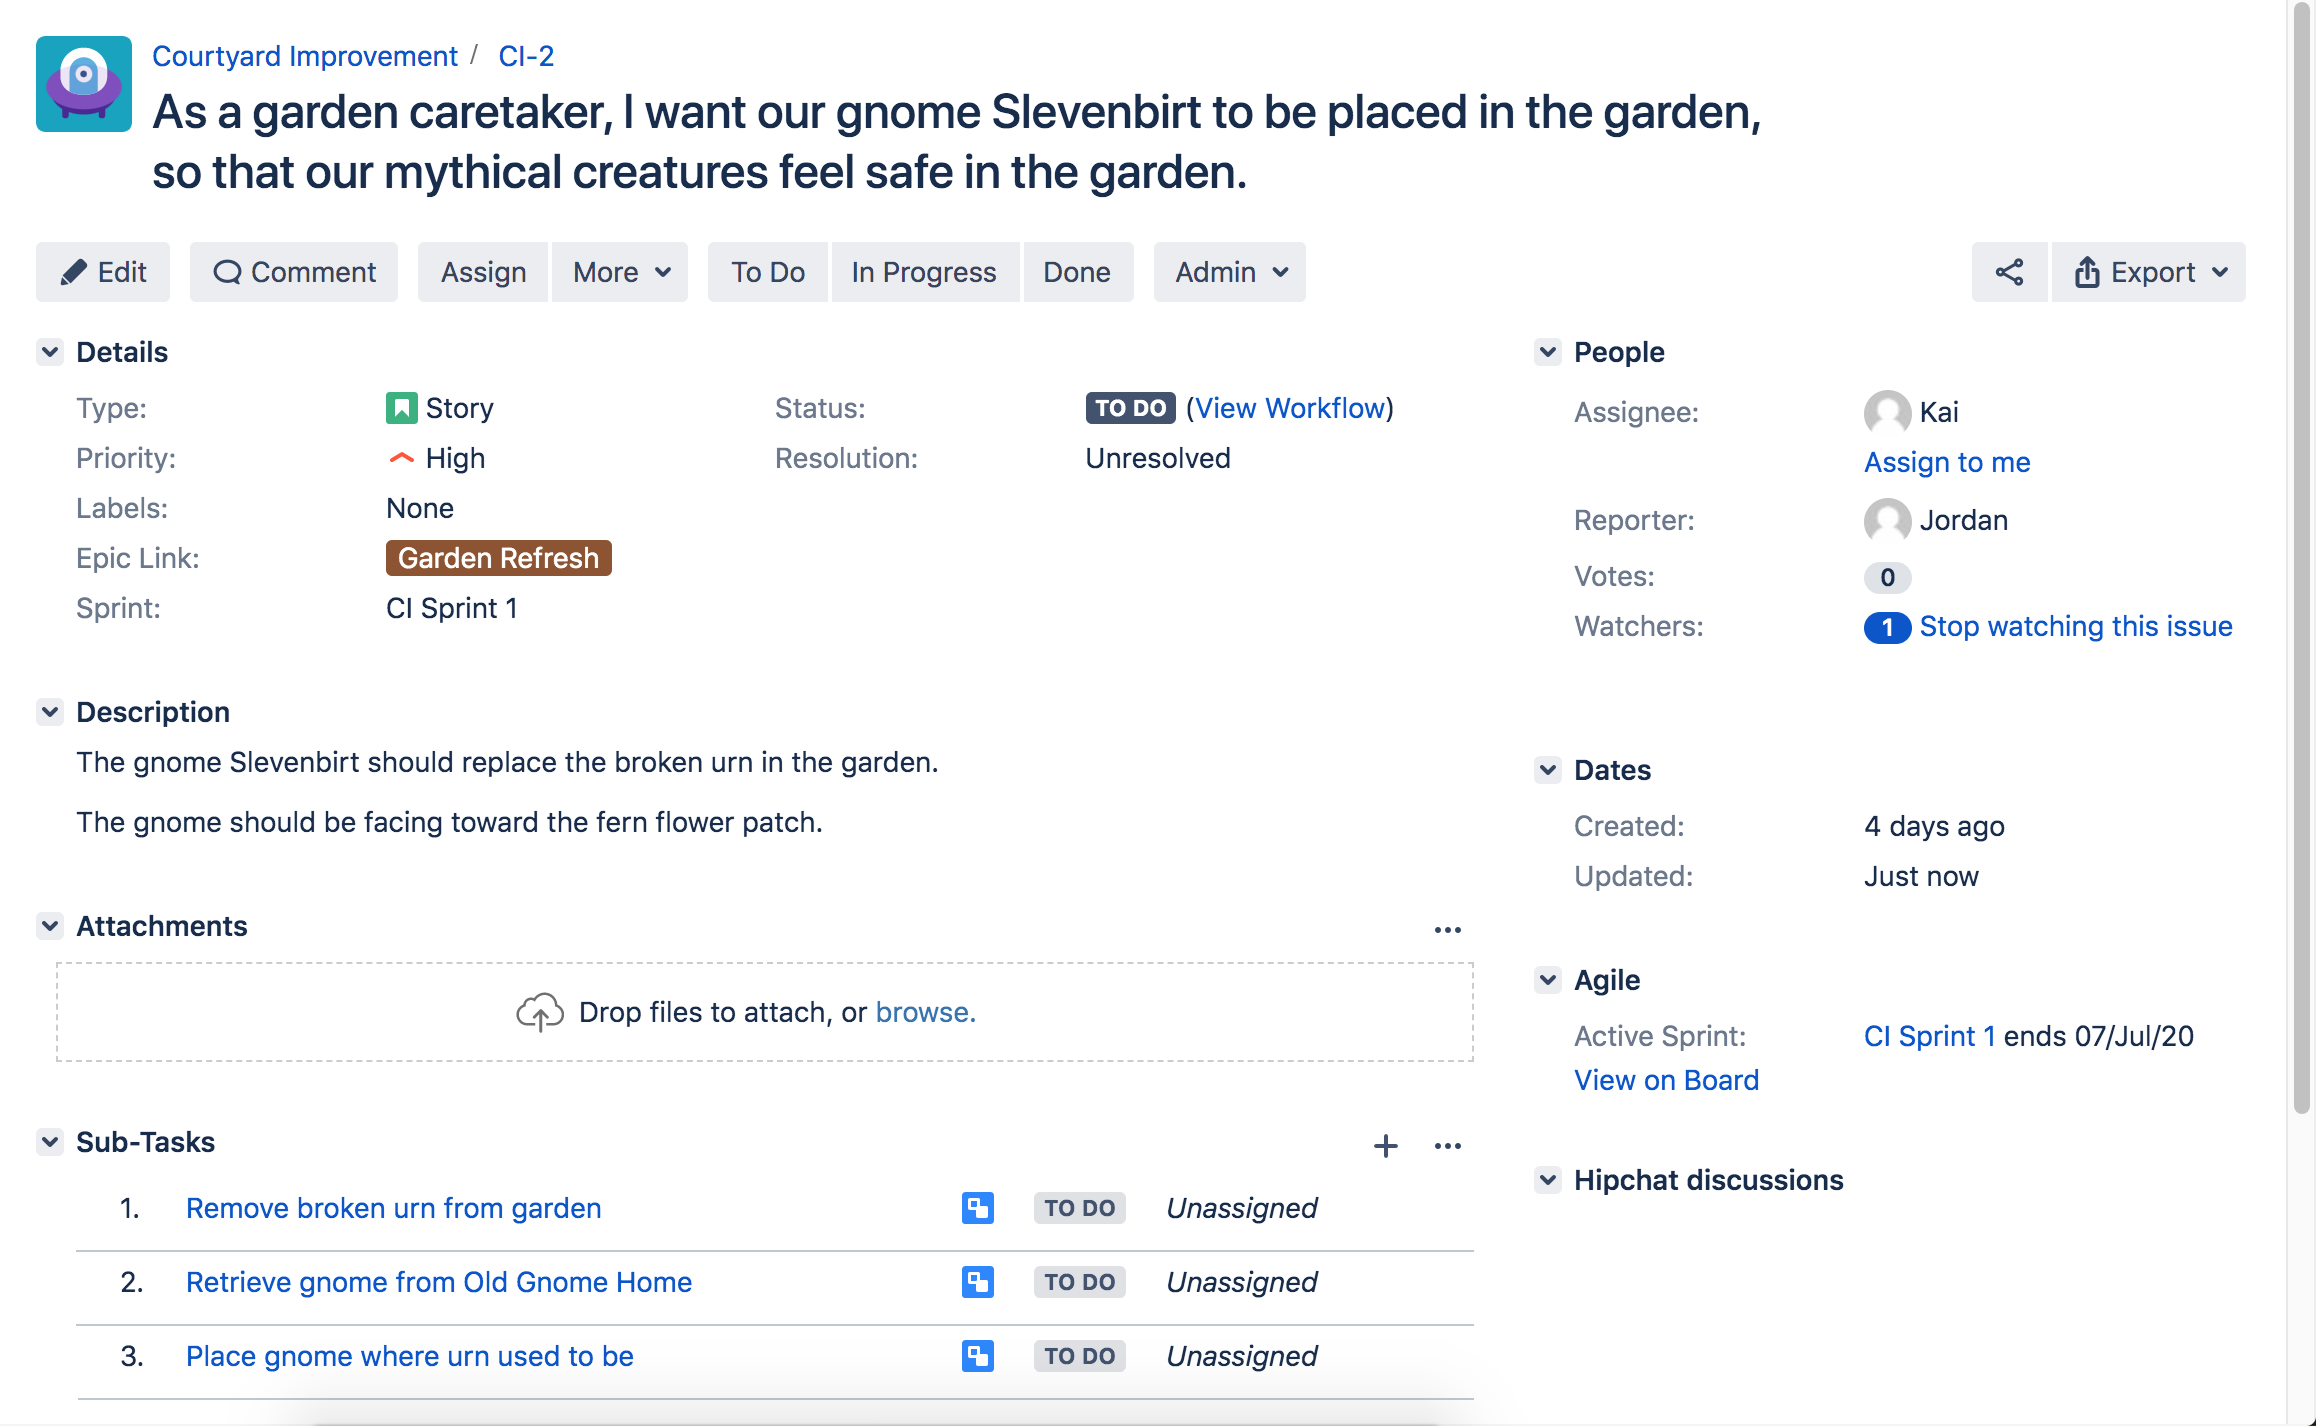 Courtyard Improvement / CI-2
As a garden caretaker, I want our gnome Slevenbirt to be placed in the garden,
so that our mythical creatures feel safe in the garden.
Edit Comment Assign More To Do In Progress Done Admin Export
Details
Type: Story Status: TO DO (View Workflow)
Priority: High Resolution: Unresolved
Labels: None
Epic Link: Garden Refresh
Sprint: CI Sprint 1
Description
The gnome Slevenbirt should replace the broken urn in the garden.
The gnome should be facing toward the fern flower patch.
Attachments
Drop files to attach, or browse.
Sub-Tasks
1. Remove broken urn from garden TO DO Unassigned
2. Retrieve gnome from Old Gnome Home TO DO Unassigned
3. Place gnome where urn used to be TO DO Unassigned
People
Assignee: Kai
Assign to me
Reporter: Jordan
Votes: 0
Watchers: 1 Stop watching this issue
Dates
Created: 4 days ago
Updated: Just now
Agile
Active Sprint: CI Sprint 1 ends 07/Jul/20
View on Board
Hipchat discussions